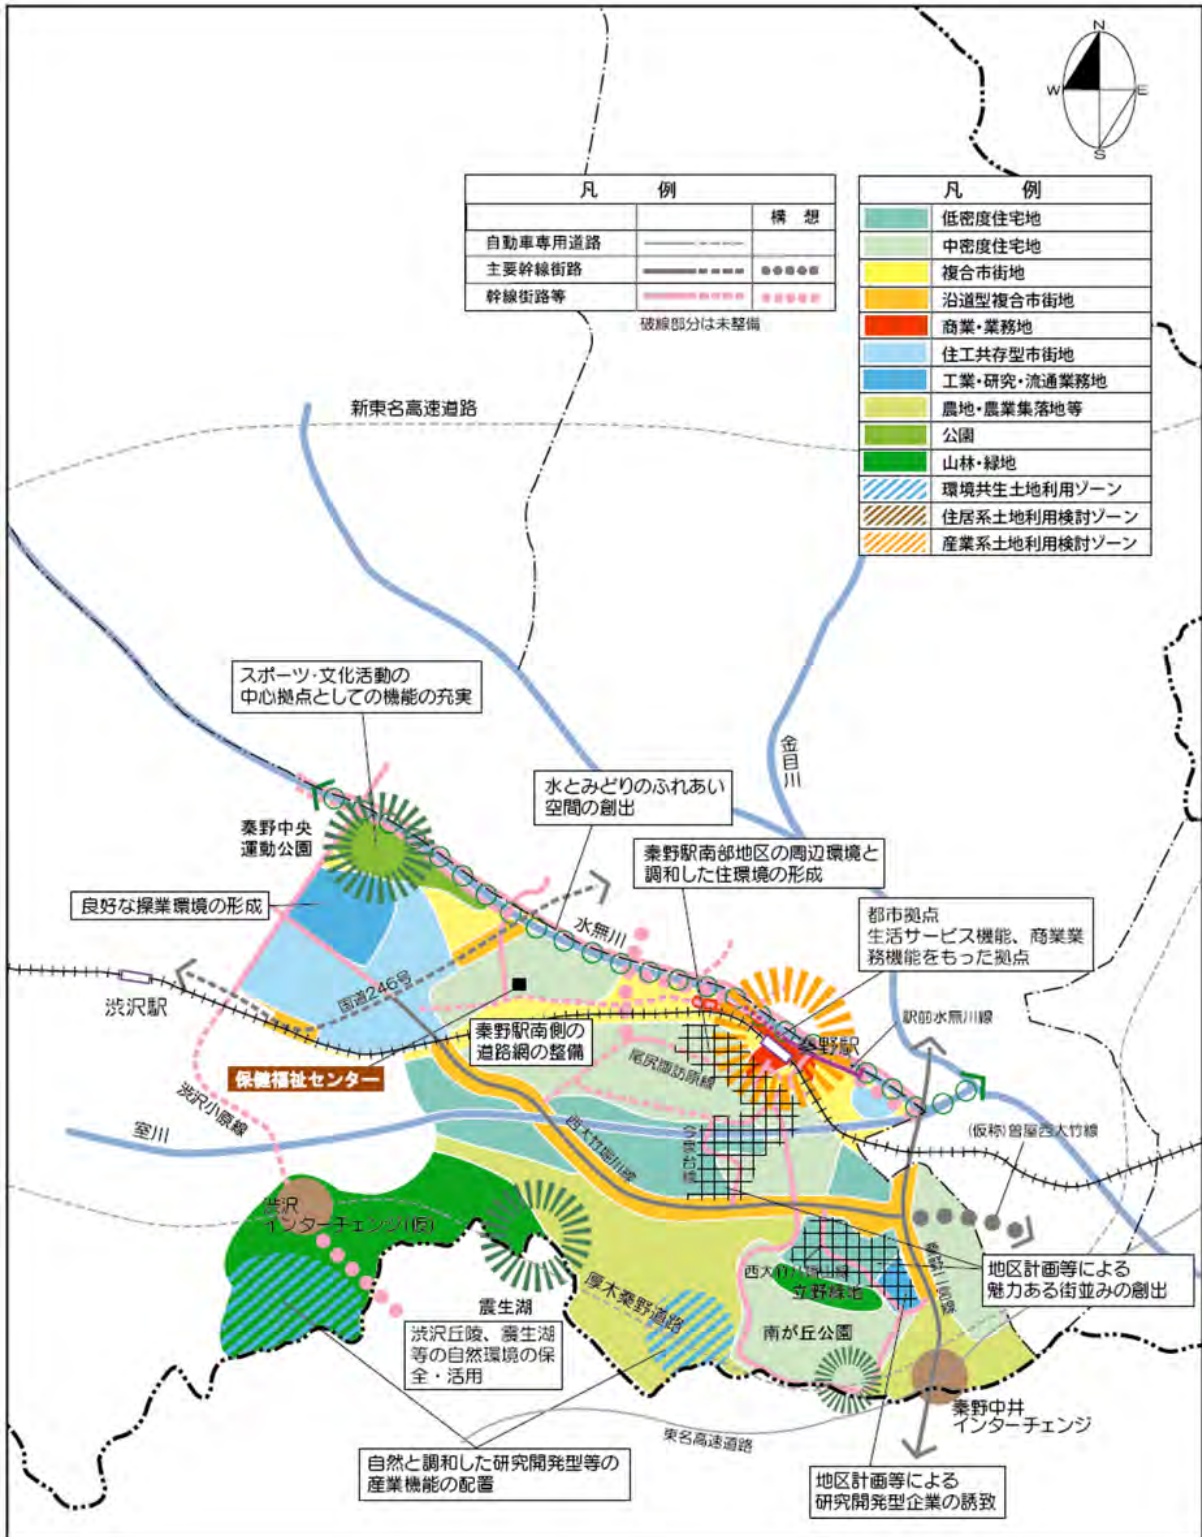 N
W
E
S
凡 例
構 想
自動車専用道路
主要幹線街路
幹線街路等
破線部分は未整備
凡 例
低密度住宅地
中密度住宅地
複合市街地
沿道型複合市街地
商業・業務地
住工共存型市街地
工業・研究・流通業務地
農地・農業集落地等
公園
山林・緑地
環境共生土地利用ゾーン
住居系土地利用検討ゾーン
産業系土地利用検討ゾーン
新東名高速道路
スポーツ・文化活動の
中心拠点としての機能の充実
金目川
水とみどりのふれあい
空間の創出
秦野中央
運動公園
秦野駅南部地区の周辺環境と
調和した住環境の形成
良好な操業環境の形成
都市拠点
生活サービス機能、商業業
務機能をもった拠点
水無川
国道246号
渋沢駅
秦野駅
駅前水無川線
秦野駅南側の
道路網の整備
尾尻諏訪原線
保健福祉センター
渋沢小原線
室川
西大竹堀川線
今泉台線
(仮称)曽屋西大竹線
渋沢
インターチェンジ(仮)
地区計画等による
魅力ある街並みの創出
立野緑地
震生湖
厚木秦野道路
南が丘公園
渋沢丘陵、震生湖
等の自然環境の保
全・活用
秦野中井
インターチェンジ
東名高速道路
自然と調和した研究開発型等の
産業機能の配置
地区計画等による
研究開発型企業の誘致